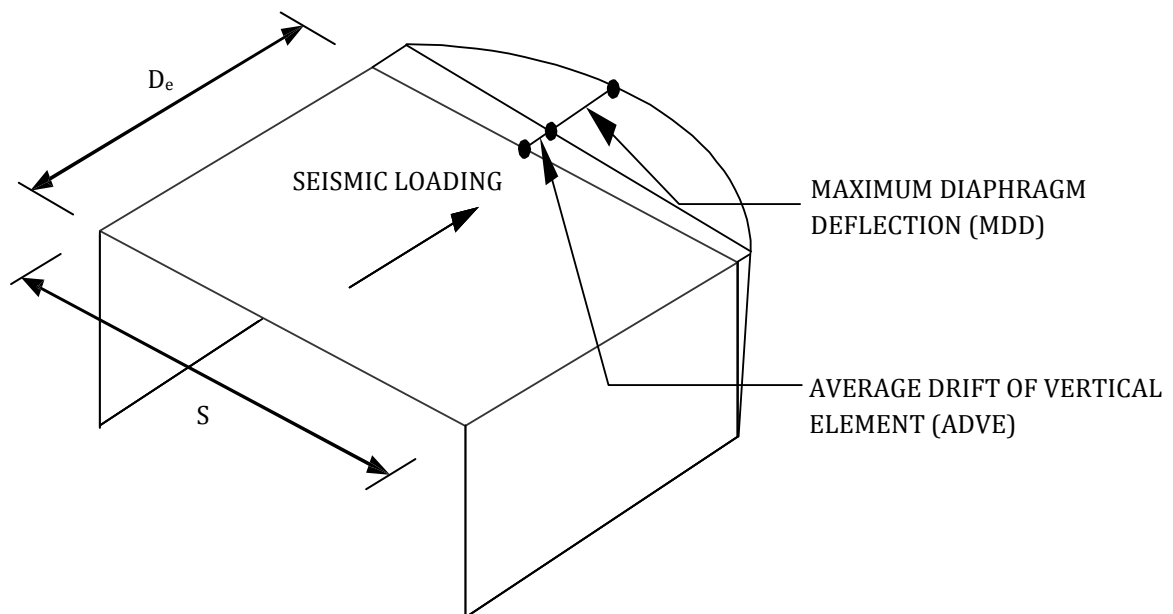 Dₑ
SEISMIC LOADING
MAXIMUM DIAPHRAGM
DEFLECTION (MDD)
S
AVERAGE DRIFT OF VERTICAL
ELEMENT (ADVE)